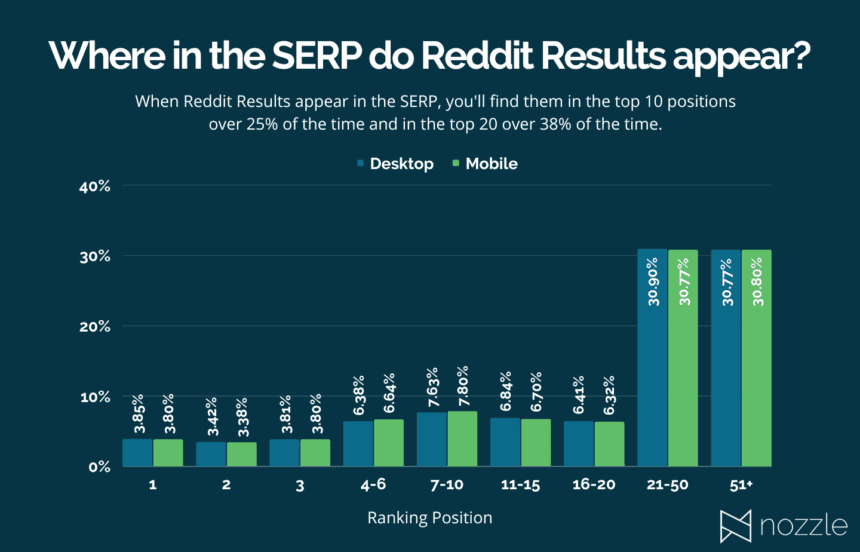 Where in the SERP do Reddit Results appear?
When Reddit Results appear in the SERP, you'll find them in the top 10 positions
over 25% of the time and in the top 20 over 38% of the time.
Desktop Mobile
40%
30%
20%
10%
0%
3.85% 3.80% 3.42% 3.38% 3.81% 3.80% 6.38% 6.64% 7.63% 7.80% 6.84% 6.70% 6.41% 6.32% 30.90% 30.77% 30.77% 30.80%
1 2 3 4-6 7-10 11-15 16-20 21-50 51+
Ranking Position
nozzle